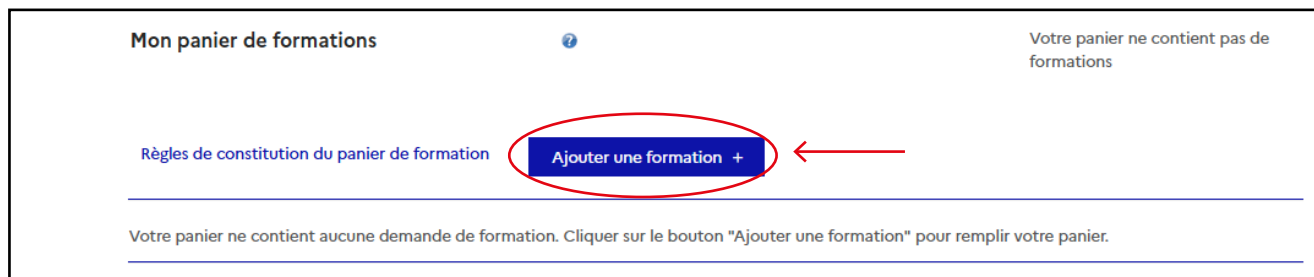 Mon panier de formations
Votre panier ne contient pas de
formations
Règles de constitution du panier de formation
Ajouter une formation +
Votre panier ne contient aucune demande de formation. Cliquer sur le bouton "Ajouter une formation" pour remplir votre panier.